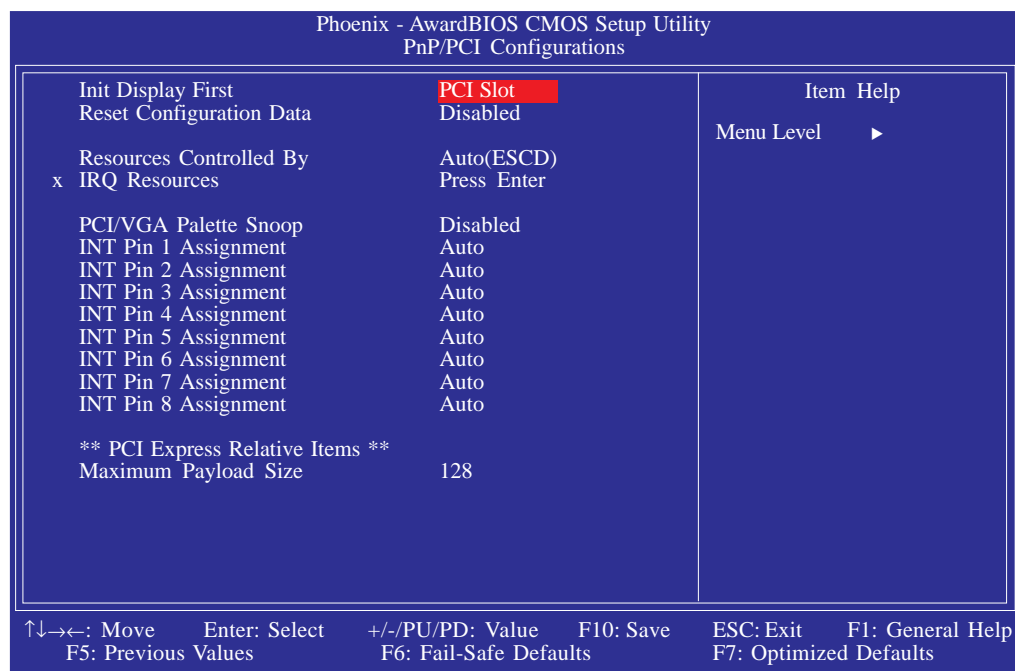 Phoenix - AwardBIOS CMOS Setup Utility
PnP/PCI Configurations
Init Display First PCI Slot
Reset Configuration Data Disabled
Resources Controlled By Auto(ESCD)
x IRQ Resources Press Enter
PCI/VGA Palette Snoop Disabled
INT Pin 1 Assignment Auto
INT Pin 2 Assignment Auto
INT Pin 3 Assignment Auto
INT Pin 4 Assignment Auto
INT Pin 5 Assignment Auto
INT Pin 6 Assignment Auto
INT Pin 7 Assignment Auto
INT Pin 8 Assignment Auto
** PCI Express Relative Items **
Maximum Payload Size 128
Item Help
Menu Level ▶
↑↓→←: Move Enter: Select +/-/PU/PD: Value F10: Save ESC: Exit F1: General Help
F5: Previous Values F6: Fail-Safe Defaults F7: Optimized Defaults